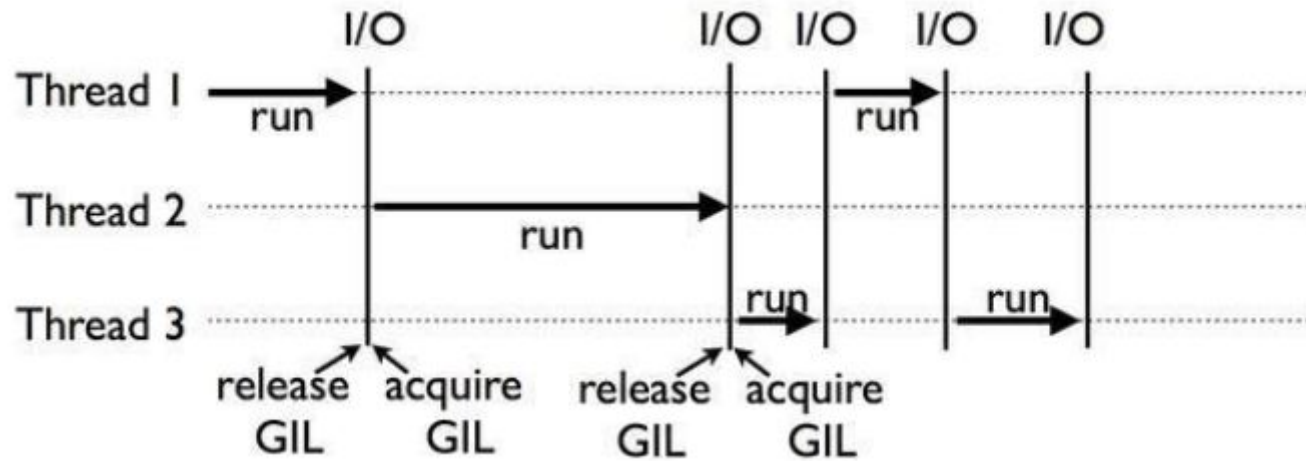 I/O I/O I/O I/O I/O
Thread 1
run run
Thread 2
run
Thread 3
run run
release acquire release acquire
GIL GIL GIL GIL